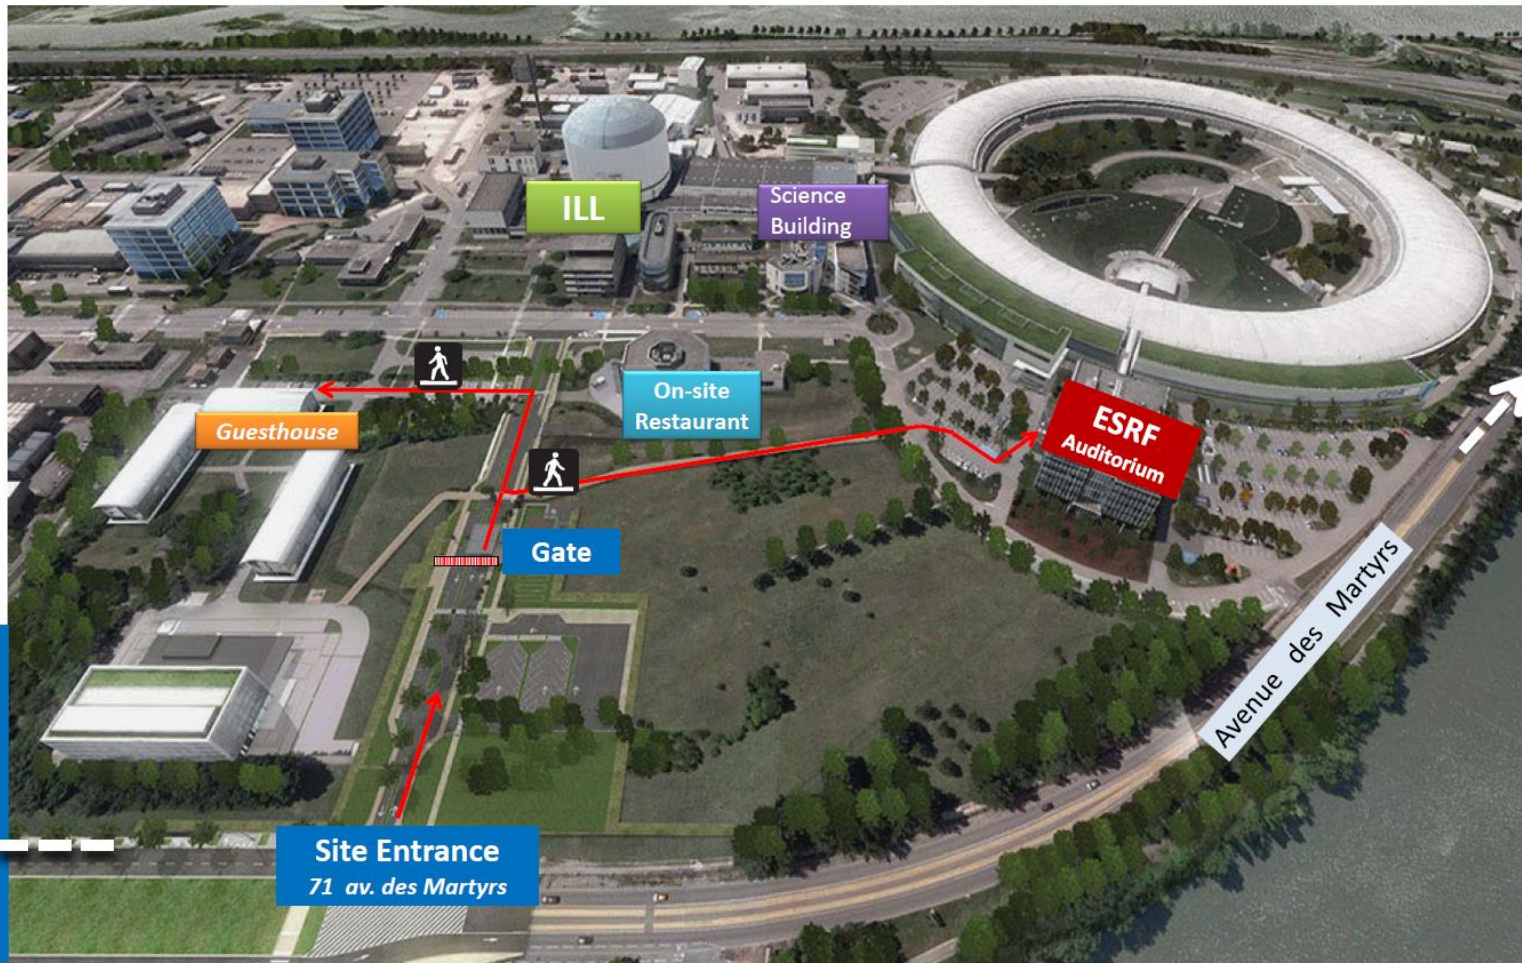 ILL
Science
Building
On-site
Restaurant
Guesthouse
ESRF
Auditorium
Gate
Avenue des Martyrs
Site Entrance
71 av. des Martyrs